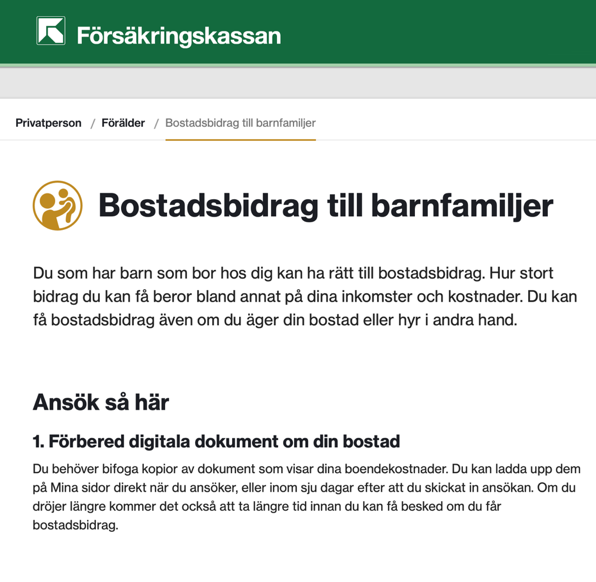 Försäkringskassan
Privatperson / Förälder / Bostadsbidrag till barnfamiljer
Bostadsbidrag till barnfamiljer
Du som har barn som bor hos dig kan ha rätt till bostadsbidrag. Hur stort
bidrag du kan få beror bland annat på dina inkomster och kostnader. Du kan
få bostadsbidrag även om du äger din bostad eller hyr i andra hand.
Ansök så här
1. Förbered digitala dokument om din bostad
Du behöver bifoga kopior av dokument som visar dina boendekostnader. Du kan ladda upp dem
på Mina sidor direkt när du ansöker, eller inom sju dagar efter att du skickat in ansökan. Om du
dröjer längre kommer det också att ta längre tid innan du kan få besked om du får
bostadsbidrag.